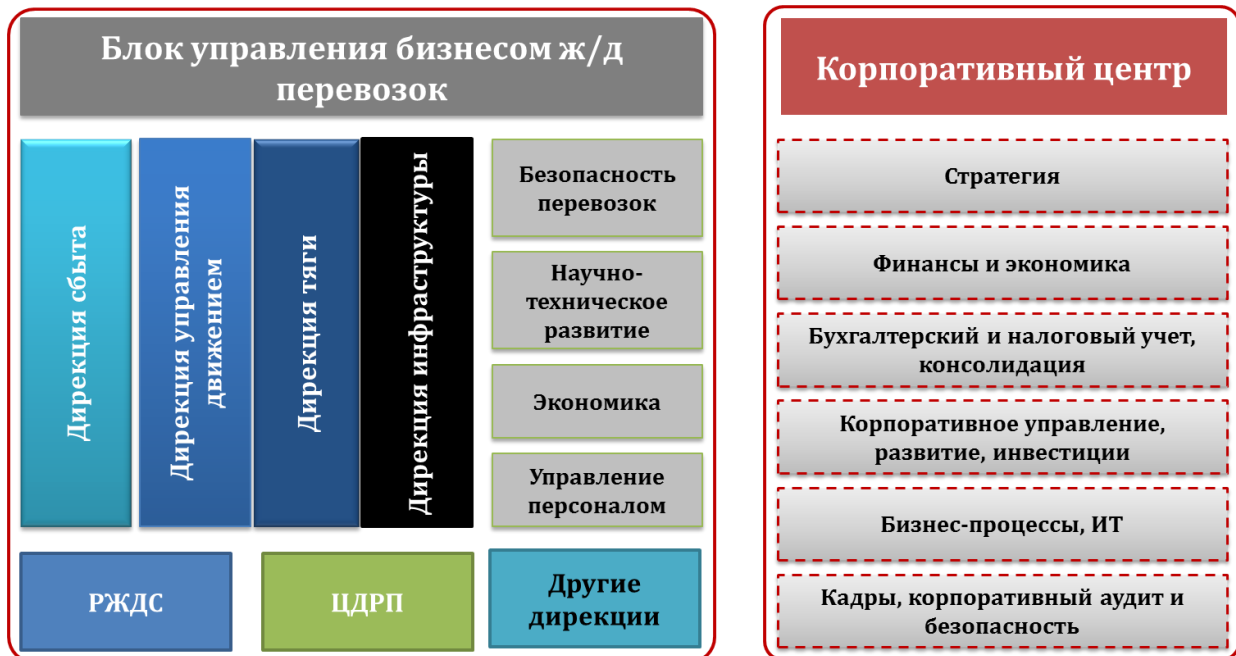 Блок управления бизнесом ж/д
перевозок
Дирекция сбыта
Дирекция управления
движением
Дирекция тяги
Дирекция инфраструктуры
Безопасность
перевозок
Научно-
техническое
развитие
Экономика
Управление
персоналом
РЖДС
ЦДРП
Другие
дирекции
Корпоративный центр
Стратегия
Финансы и экономика
Бухгалтерский и налоговый учет,
консолидация
Корпоративное управление,
развитие, инвестиции
Бизнес-процессы, ИТ
Кадры, корпоративный аудит и
безопасность